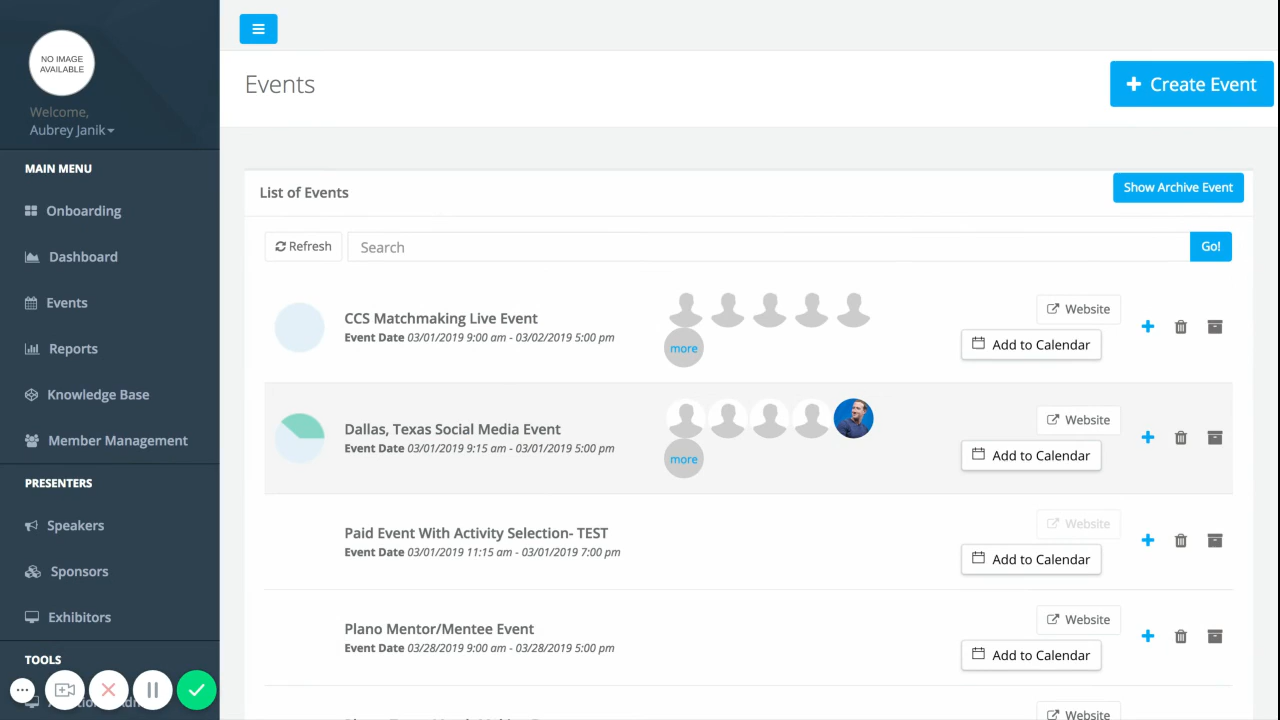 NO IMAGE
AVAILABLE
Welcome,
Aubrey Janik
MAIN MENU
Onboarding
Dashboard
Events
Reports
Knowledge Base
Member Management
PRESENTERS
Speakers
Sponsors
Exhibitors
TOOLS
Events
+ Create Event
List of Events
Show Archive Event
Refresh
Search
Go!
CCS Matchmaking Live Event
Event Date 03/01/2019 9:00 am - 03/02/2019 5:00 pm
more
Website
Add to Calendar
Dallas, Texas Social Media Event
Event Date 03/01/2019 9:15 am - 03/01/2019 5:00 pm
more
Website
Add to Calendar
Paid Event With Activity Selection- TEST
Event Date 03/01/2019 11:15 am - 03/01/2019 7:00 pm
Website
Add to Calendar
Plano Mentor/Mentee Event
Event Date 03/28/2019 9:00 am - 03/28/2019 5:00 pm
Website
Add to Calendar
Website